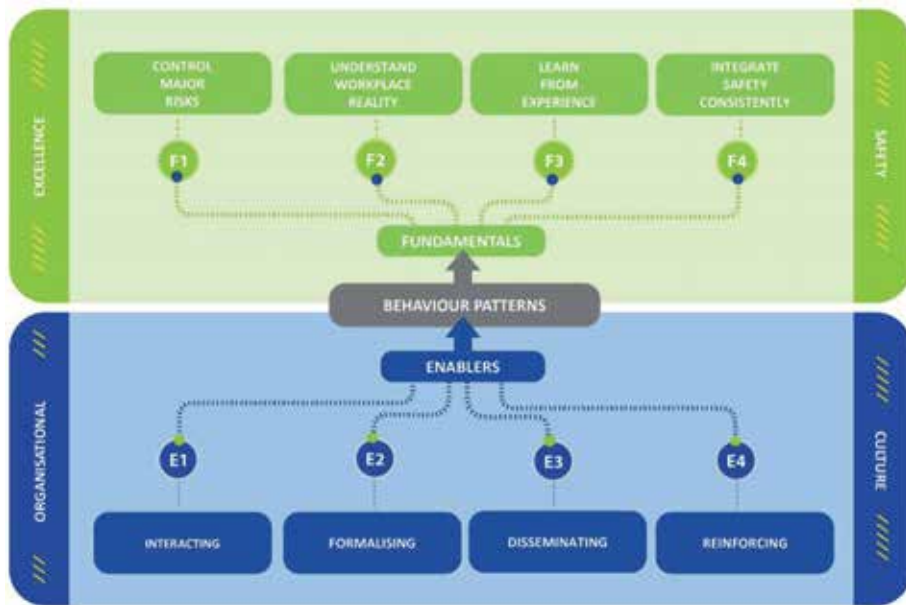 EXCELLENCE
SAFETY
CONTROL
MAJOR
RISKS
UNDERSTAND
WORKPLACE
REALITY
LEARN
FROM
EXPERIENCE
INTEGRATE
SAFETY
CONSISTENTLY
F1
F2
F3
F4
FUNDAMENTALS
BEHAVIOUR PATTERNS
ENABLERS
ORGANISATIONAL
CULTURE
E1
E2
E3
E4
INTERACTING
FORMALISING
DISSEMINATING
REINFORCING